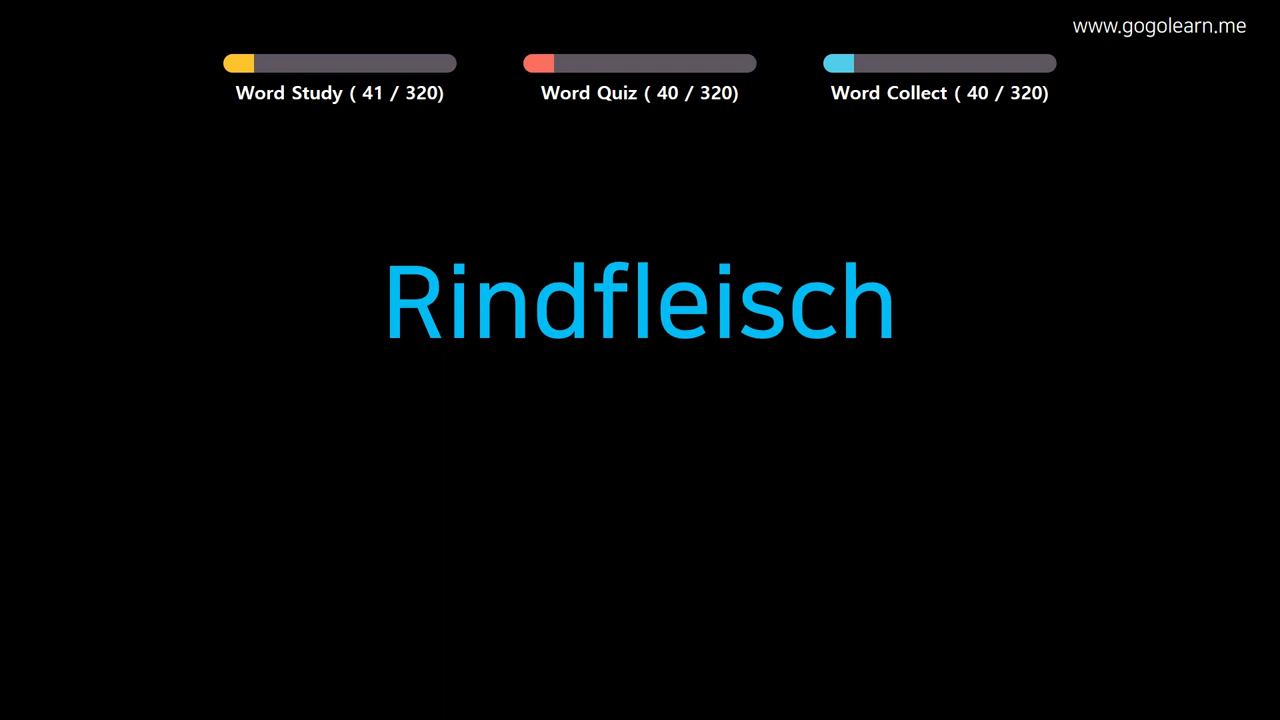 www.gogolearn.me
Word Study ( 41 / 320)
Word Quiz ( 40 / 320)
Word Collect ( 40 / 320)
Rindfleisch